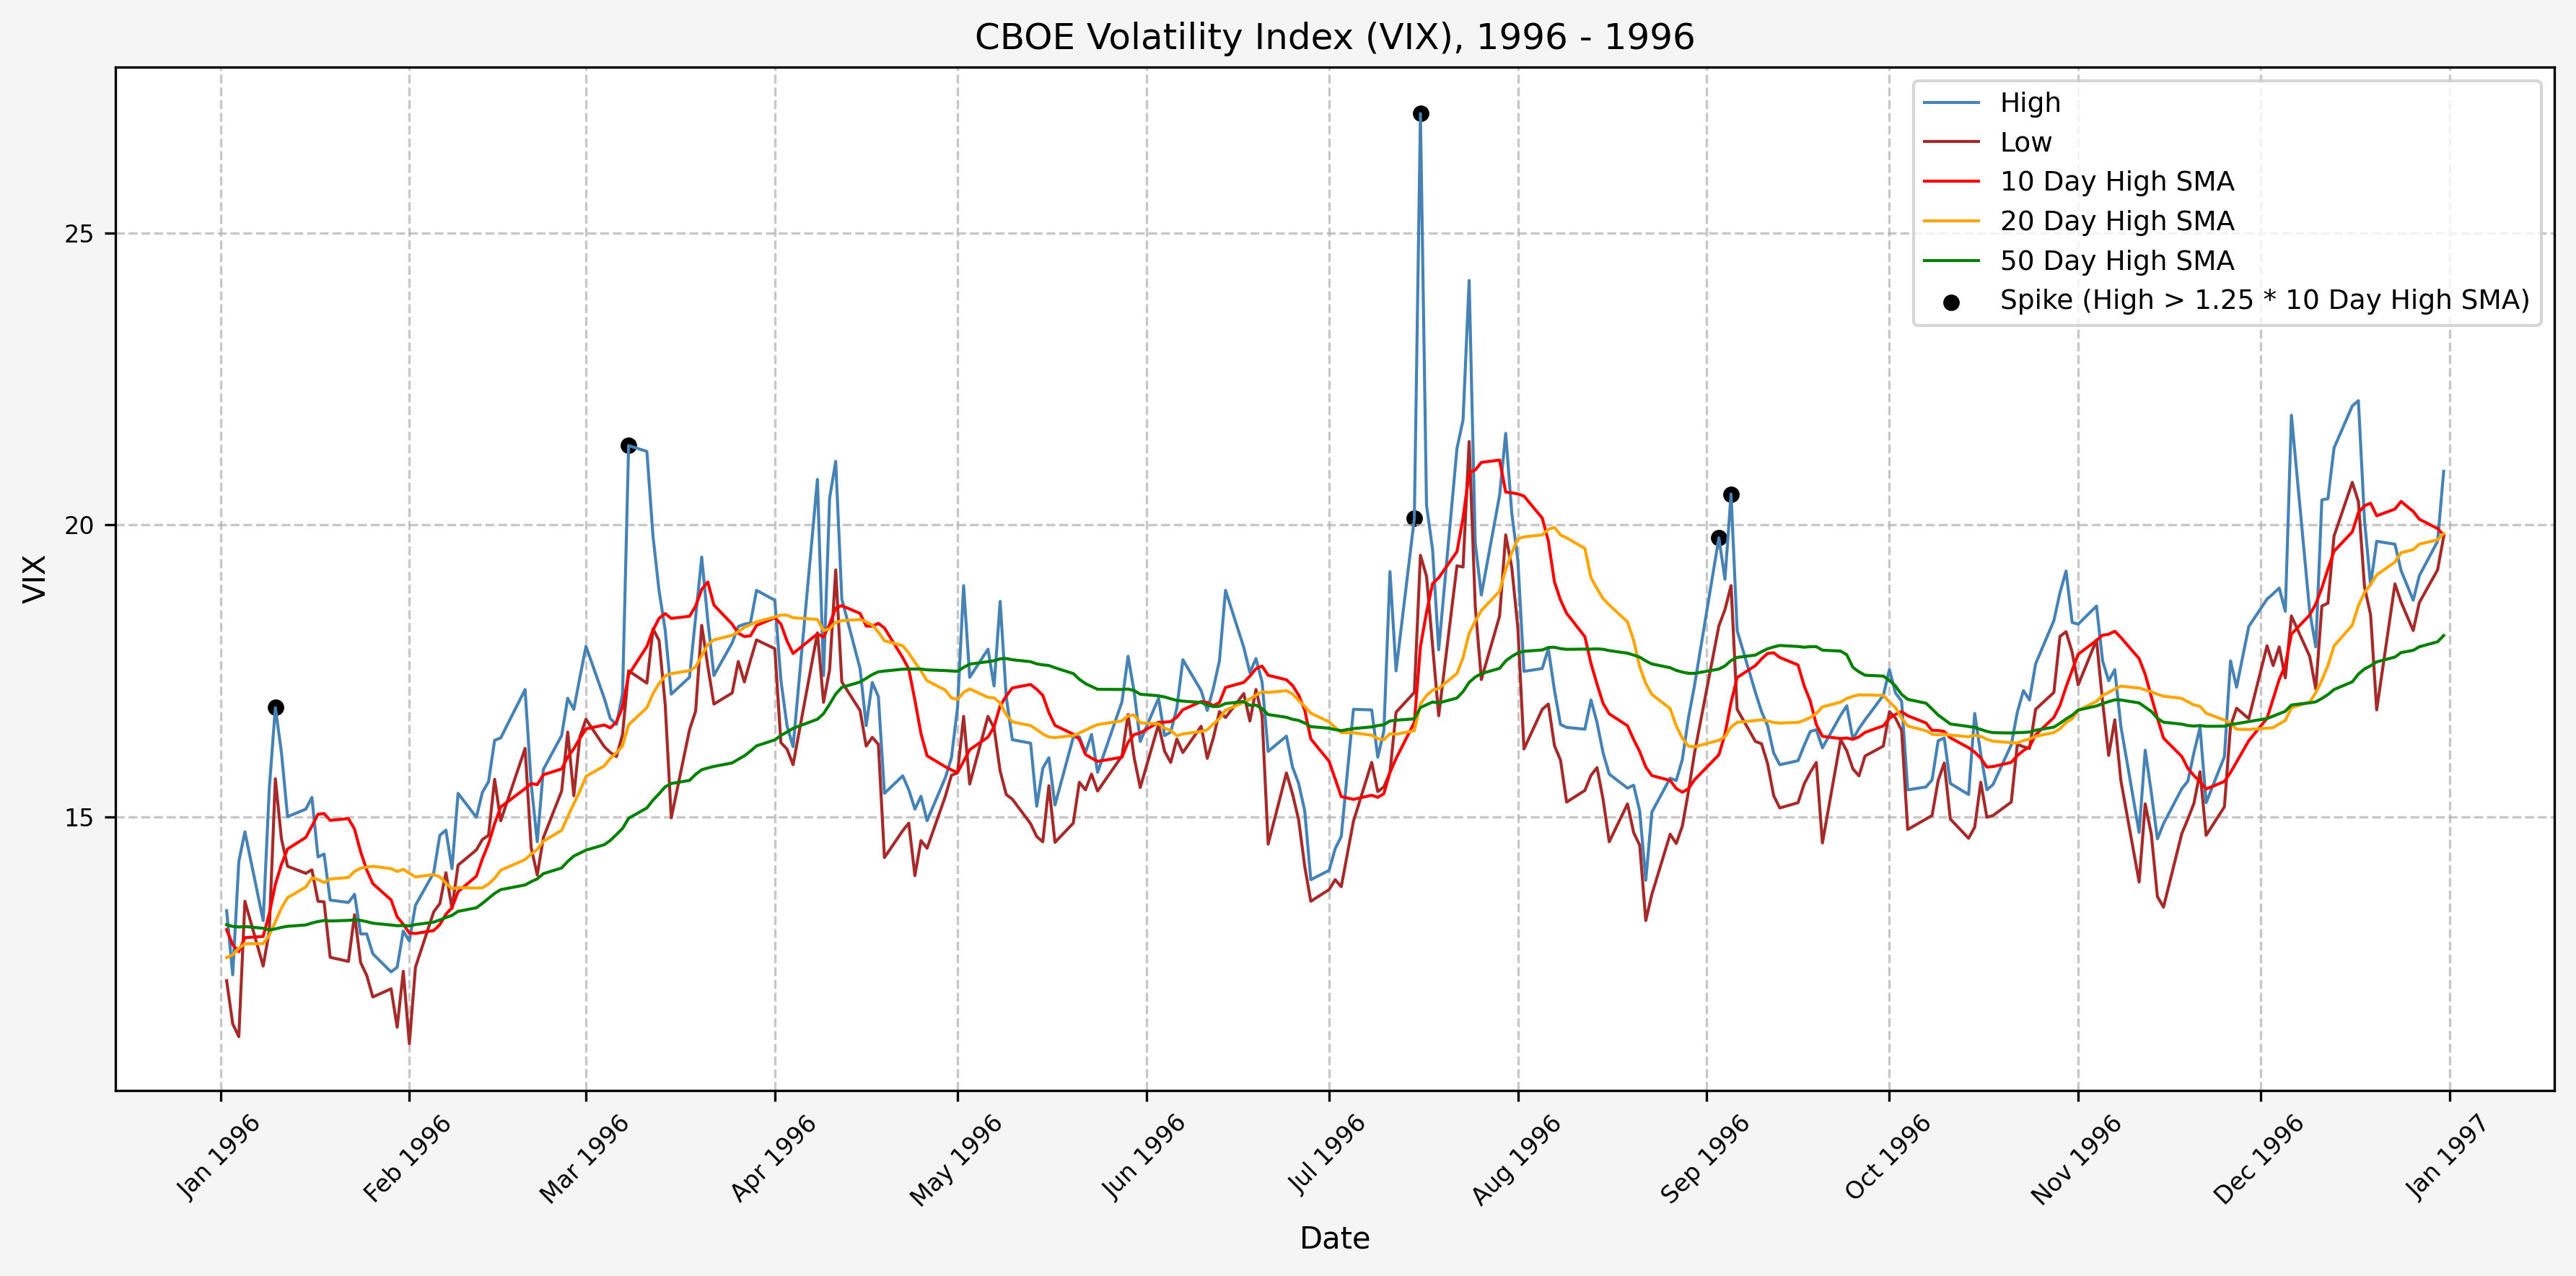 CBOE Volatility Index (VIX), 1996 - 1996
High
Low
10 Day High SMA
20 Day High SMA
50 Day High SMA
Spike (High > 1.25 * 10 Day High SMA)
VIX
25
20
15
Jan 1996
Feb 1996
Mar 1996
Apr 1996
May 1996
Jun 1996
Jul 1996
Aug 1996
Sep 1996
Oct 1996
Nov 1996
Dec 1996
Jan 1997
Date